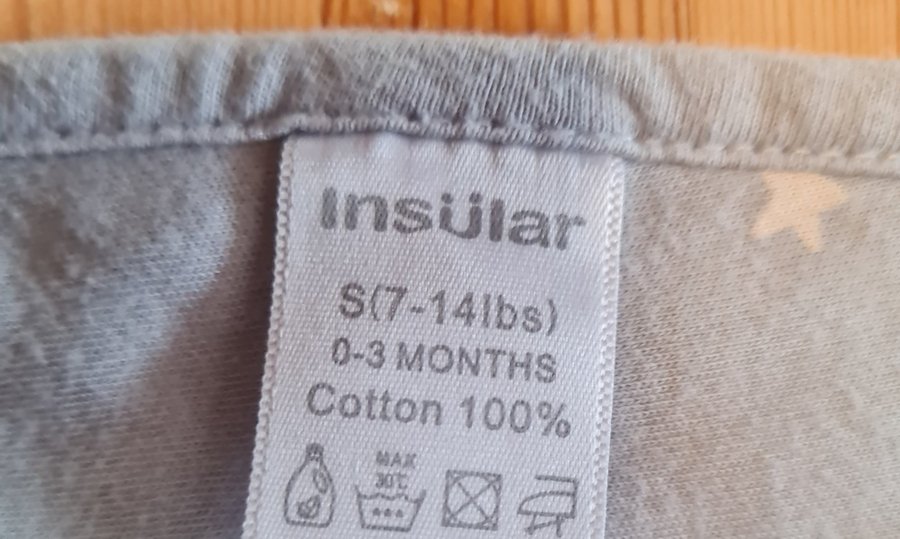 Insülar
S(7-14lbs)
0-3 MONTHS
Cotton 100%
MAX
30°C